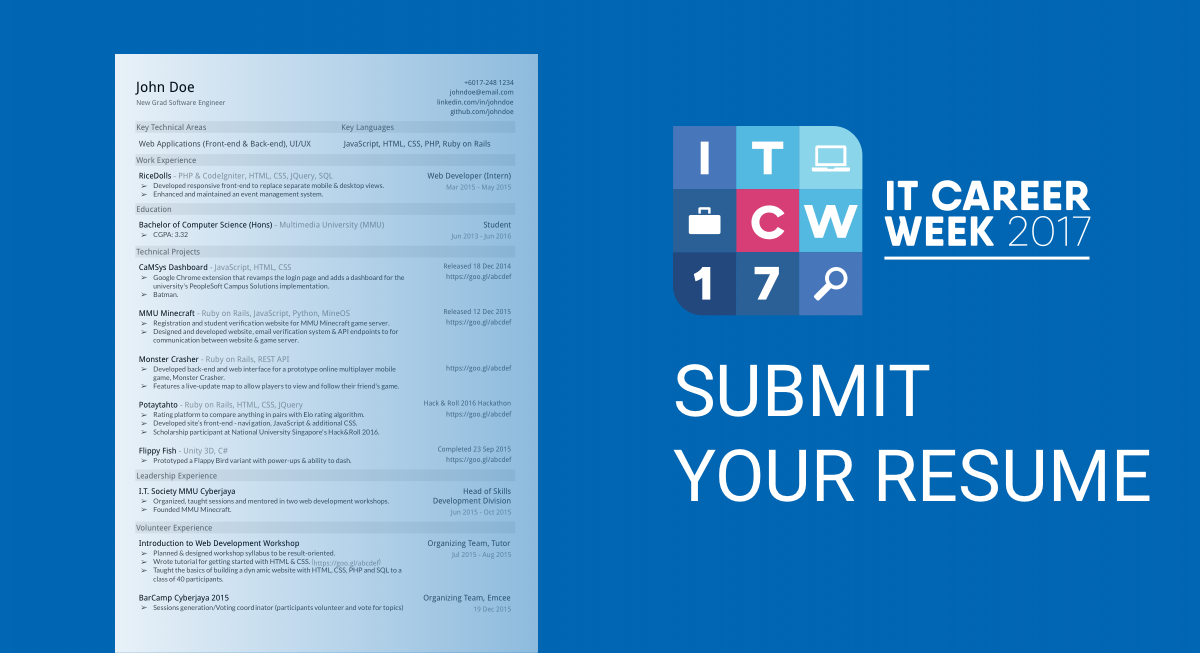 John Doe
New Grad Software Engineer
+6017-248 1234
johndoe@email.com
linkedin.com/in/johndoe
github.com/johndoe
Key Technical Areas Key Languages
Web Applications (Front-end & Back-end), UI/UX JavaScript, HTML, CSS, PHP, Ruby on Rails
Work Experience
RiceDolls - PHP & CodeIgniter, HTML, CSS, JQuery, SQL Web Developer (Intern)
➢ Developed responsive front-end to replace separate mobile & desktop views. Mar 2015 - May 2015
➢ Enhanced and maintained an event management system.
Education
Bachelor of Computer Science (Hons) - Multimedia University (MMU) Student
➢ CGPA: 3.32 Jun 2013 - Jun 2016
Technical Projects
CaMSys Dashboard - JavaScript, HTML, CSS Released 18 Dec 2014
➢ Google Chrome extension that revamps the login page and adds a dashboard for the https://goo.gl/abcdef
university's PeopleSoft Campus Solutions implementation.
➢ Batman.
MMU Minecraft - Ruby on Rails, JavaScript, Python, MineOS Released 12 Dec 2015
➢ Registration and student verification website for MMU Minecraft game server. https://goo.gl/abcdef
➢ Designed and developed website, email verification system & API endpoints to for
communication between website & game server.
Monster Crasher - Ruby on Rails, REST API
➢ Developed back-end and web interface for a prototype online multiplayer mobile https://goo.gl/abcdef
game, Monster Crasher.
➢ Features a live-update map to allow players to view and follow their friend's game.
Potaytahto - Ruby on Rails, HTML, CSS, JQuery Hack & Roll 2016 Hackathon
➢ Rating platform to compare anything in pairs with Elo rating algorithm. https://goo.gl/abcdef
➢ Developed site's front-end - navigation, JavaScript & additional CSS.
➢ Scholarship participant at National University Singapore's Hack&Roll 2016.
Flippy Fish - Unity 3D, C# Completed 23 Sep 2015
➢ Prototyped a Flappy Bird variant with power-ups & ability to dash. https://goo.gl/abcdef
Leadership Experience
I.T. Society MMU Cyberjaya Head of Skills
➢ Organized, taught sessions and mentored in two web development workshops. Development Division
➢ Founded MMU Minecraft. Jun 2015 - Oct 2015
Volunteer Experience
Introduction to Web Development Workshop Organizing Team, Tutor
➢ Planned & designed workshop syllabus to be result-oriented. Jul 2015 - Aug 2015
➢ Wrote tutorial for getting started with HTML & CSS. [https://goo.gl/abcdef]
➢ Taught the basics of building a dyn amic website with HTML, CSS, PHP and SQL to a
class of 40 participants.
BarCamp Cyberjaya 2015 Organizing Team, Emcee
➢ Sessions generation/Voting coordinator (participants volunteer and vote for topics) 19 Dec 2015
I T
C W
1 7
IT CAREER
WEEK 2017
SUBMIT
YOUR RESUME